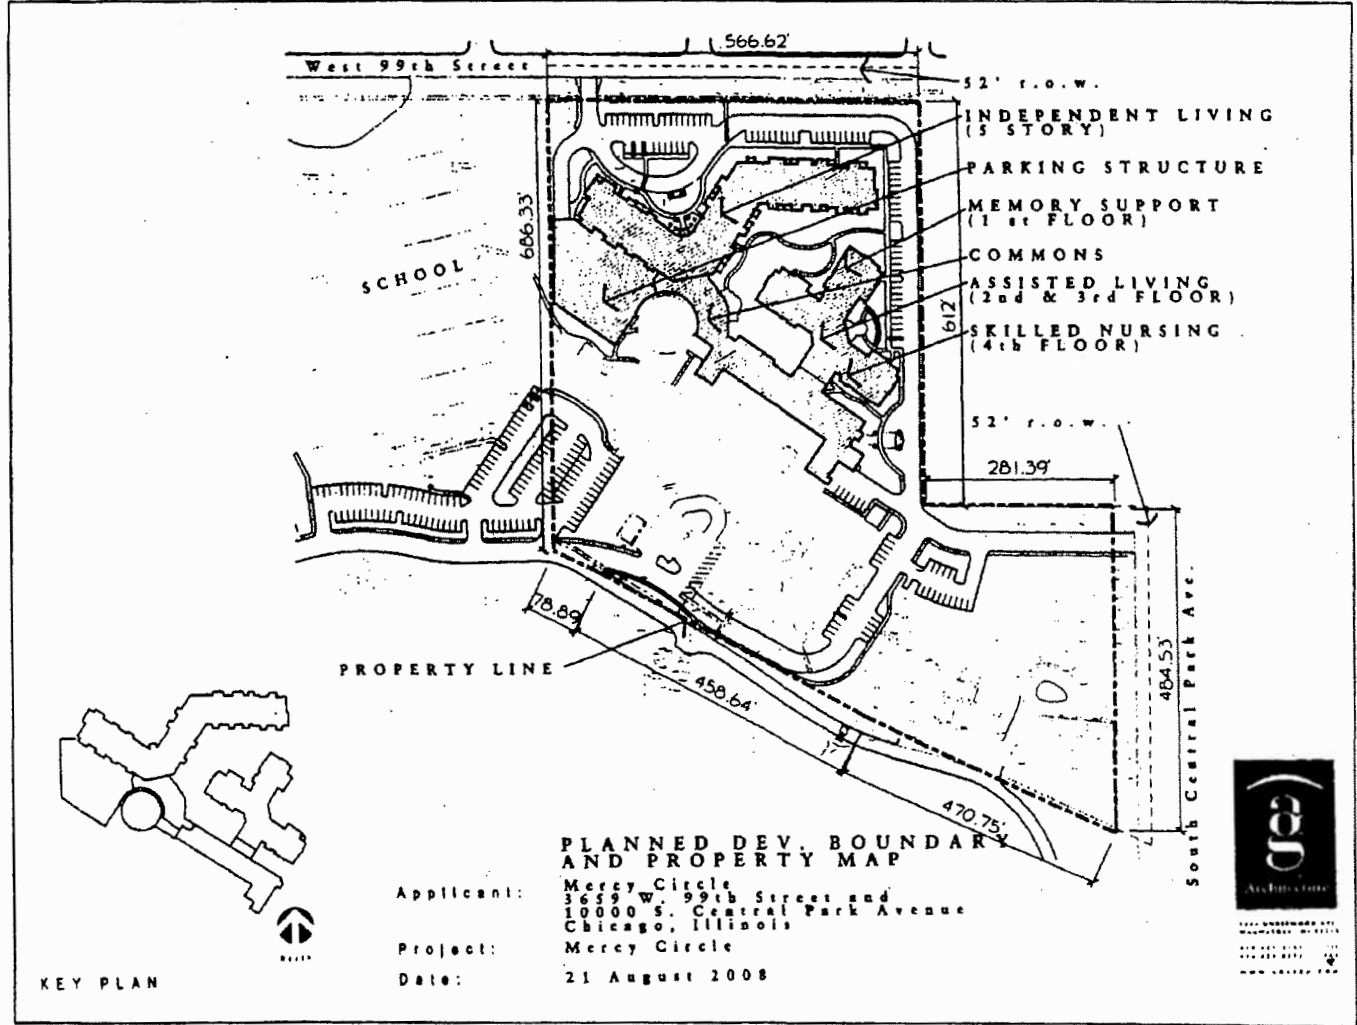 566.62'
West 99th Street
52' r.o.w.
INDEPENDENT LIVING
(5 STORY)
PARKING STRUCTURE
MEMORY SUPPORT
(1st FLOOR)
COMMONS
ASSISTED LIVING
(2nd & 3rd FLOOR)
SKILLED NURSING
(4th FLOOR)
686.33'
SCHOOL
612'
52' r.o.w.
281.39'
78.89'
PROPERTY LINE
458.64'
484.53'
South Central Park Ave.
470.75'
PLANNED DEV. BOUNDARY
AND PROPERTY MAP
Applicant: Mercy Circle
3659 W. 99th Street and
10000 S. Central Park Avenue
Chicago, Illinois
Project: Mercy Circle
Date: 21 August 2008
North
KEY PLAN
ag
Architecture